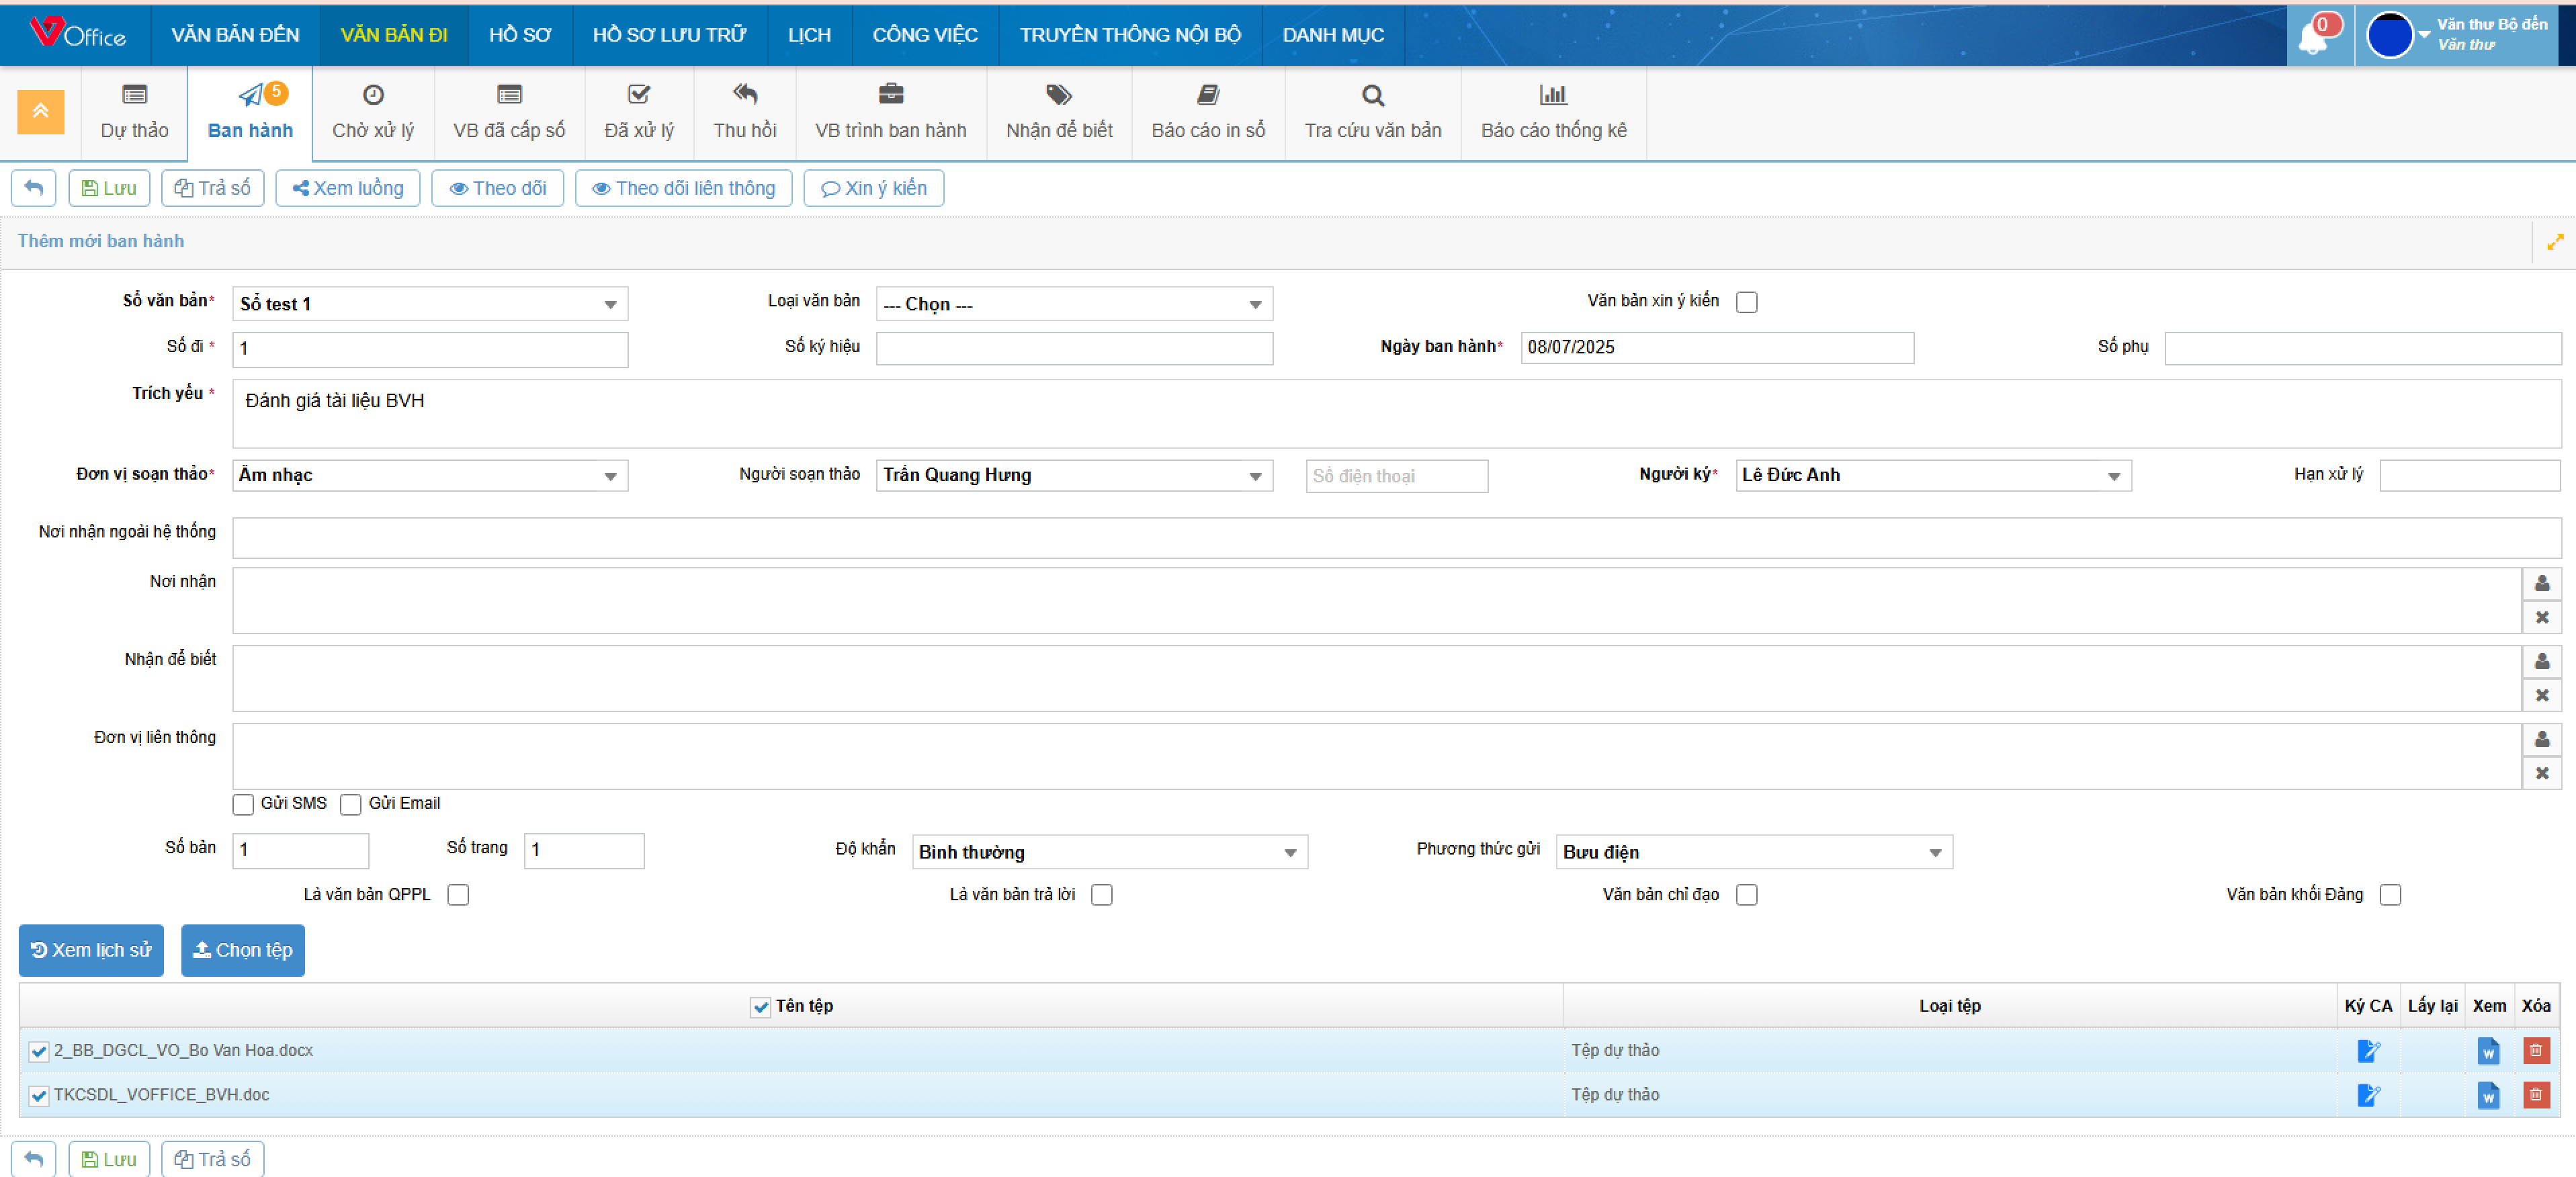 VOffice VĂN BẢN ĐẾN VĂN BẢN ĐI HỒ SƠ HỒ SƠ LƯU TRỮ LỊCH CÔNG VIỆC TRUYỀN THÔNG NỘI BỘ DANH MỤC 0 Văn thư Bộ đến
Văn thư
5
Dự thảo Ban hành Chờ xử lý VB đã cấp số Đã xử lý Thu hồi VB trình ban hành Nhận để biết Báo cáo in sổ Tra cứu văn bản Báo cáo thống kê
Lưu Trả số Xem luồng Theo dõi Theo dõi liên thông Xin ý kiến
Thêm mới ban hành
Sổ văn bản* Sổ test 1 Loại văn bản --- Chọn --- Văn bản xin ý kiến
Số đi * 1 Số ký hiệu Ngày ban hành* 08/07/2025 Số phụ
Trích yếu * Đánh giá tài liệu BVH
Đơn vị soạn thảo* Âm nhạc Người soạn thảo Trần Quang Hưng Số điện thoại Người ký* Lê Đức Anh Hạn xử lý
Nơi nhận ngoài hệ thống
Nơi nhận
Nhận để biết
Đơn vị liên thông
Gửi SMS Gửi Email
Số bản 1 Số trang 1 Độ khẩn Bình thường Phương thức gửi Bưu điện
Là văn bản QPPL Là văn bản trả lời Văn bản chỉ đạo Văn bản khối Đảng
Xem lịch sử Chọn tệp
Tên tệp Loại tệp Ký CA Lấy lại Xem Xóa
2_BB_DGCL_VO_Bo Van Hoa.docx Tệp dự thảo
TKCSDL_VOFFICE_BVH.doc Tệp dự thảo
Lưu Trả số